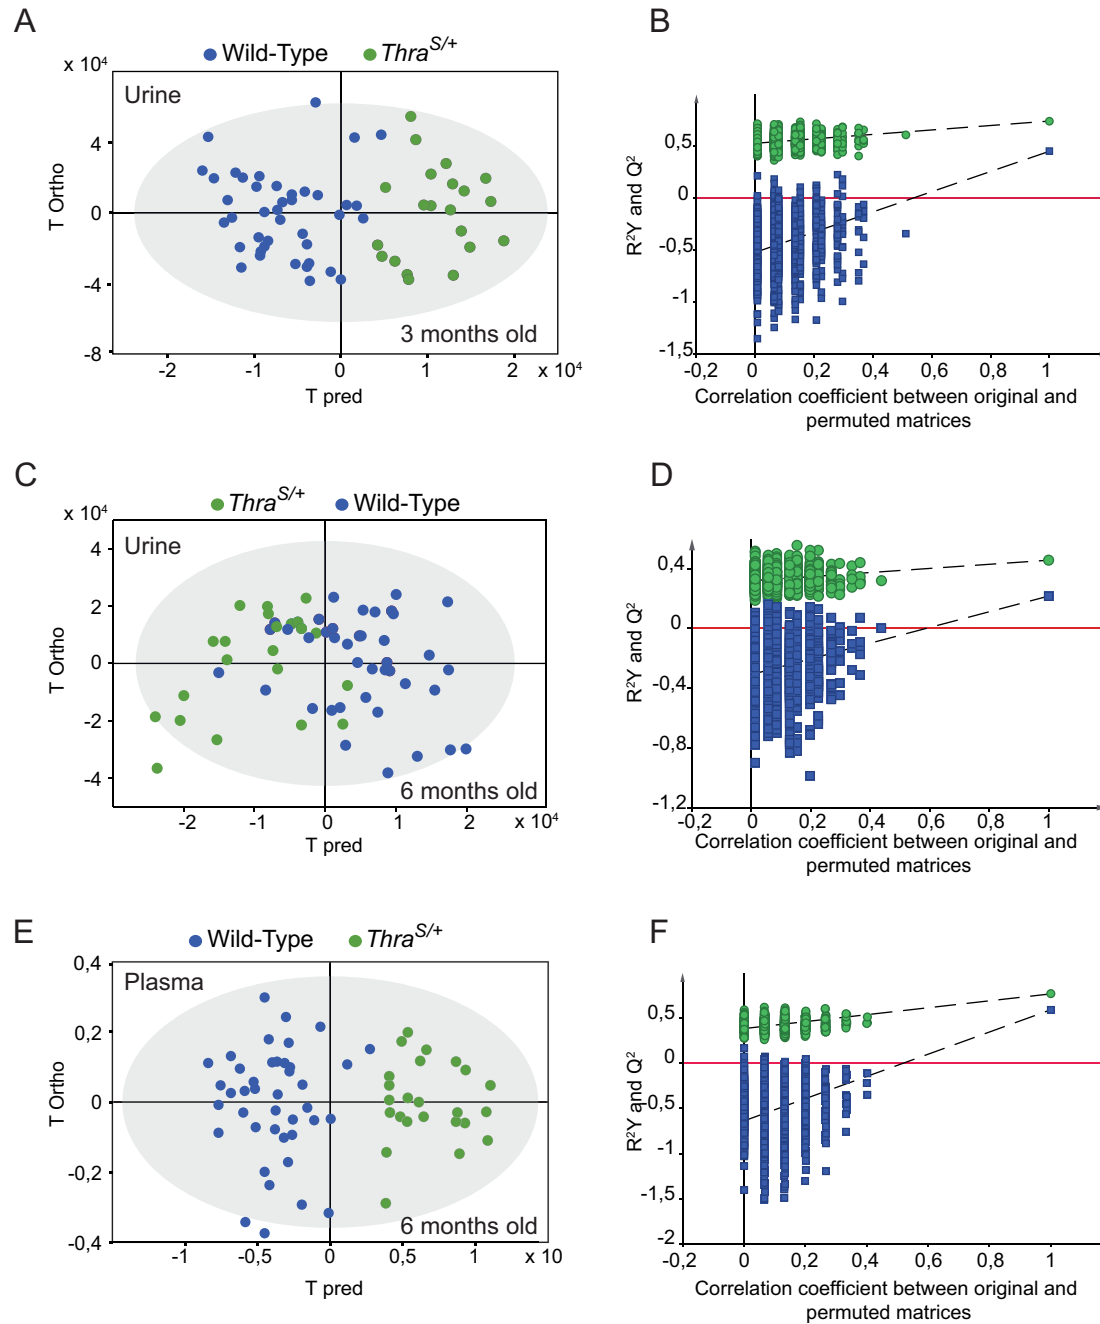 A
Wild-Type Thra^S/+
x 10⁴
Urine
4
0
-4
-8
T Ortho
3 months old
-2 -1 0 1 2 x 10⁴
T pred
B
0,5
0
-0,5
-1
-1,5
R²Y and Q²
-0,2 0 0,2 0,4 0,6 0,8 1
Correlation coefficient between original and
permuted matrices
C
Thra^S/+ Wild-Type
x 10⁴
Urine
4
2
0
-2
-4
T Ortho
6 months old
-2 -1 0 1 2 x 10⁴
T pred
D
0,4
0
-0,4
-0,8
-1,2
R²Y and Q²
-0,2 0 0,2 0,4 0,6 0,8 1
Correlation coefficient between original and
permuted matrices
E
Wild-Type Thra^S/+
Plasma
0,4
0,2
0
-0,2
-0,4
T Ortho
6 months old
-1 -0,5 0 0,5 1 x 10
T pred
F
0,5
0
-0,5
-1
-1,5
-2
R²Y and Q²
-0,2 0 0,2 0,4 0,6 0,8 1
Correlation coefficient between original and
permuted matrices